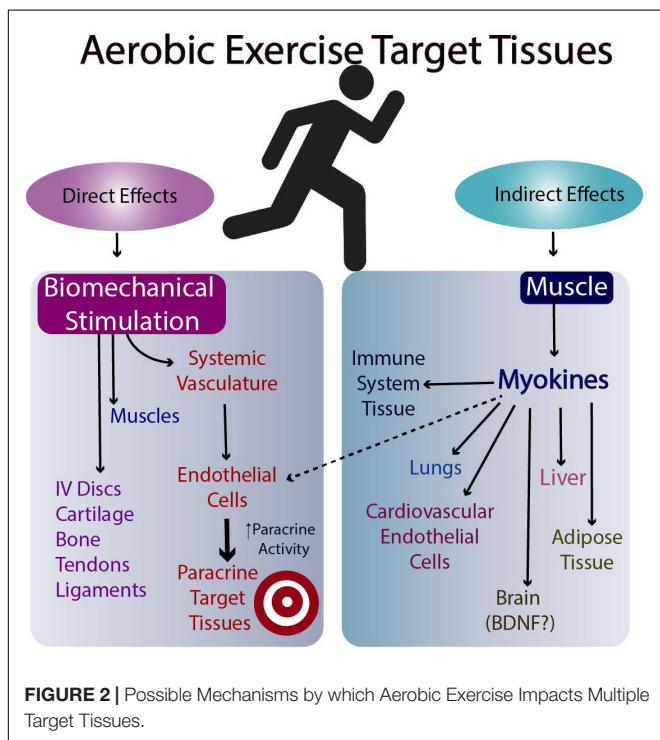 Aerobic Exercise Target Tissues
Direct Effects
Biomechanical
Stimulation
Systemic
Vasculature
Muscles
IV Discs
Cartilage
Bone
Tendons
Ligaments
Endothelial
Cells
↑Paracrine
Activity
Paracrine
Target
Tissues
Indirect Effects
Muscle
Myokines
Immune
System
Tissue
Lungs
Cardiovascular
Endothelial
Cells
Brain
(BDNF?)
Liver
Adipose
Tissue
FIGURE 2 | Possible Mechanisms by which Aerobic Exercise Impacts Multiple
Target Tissues.